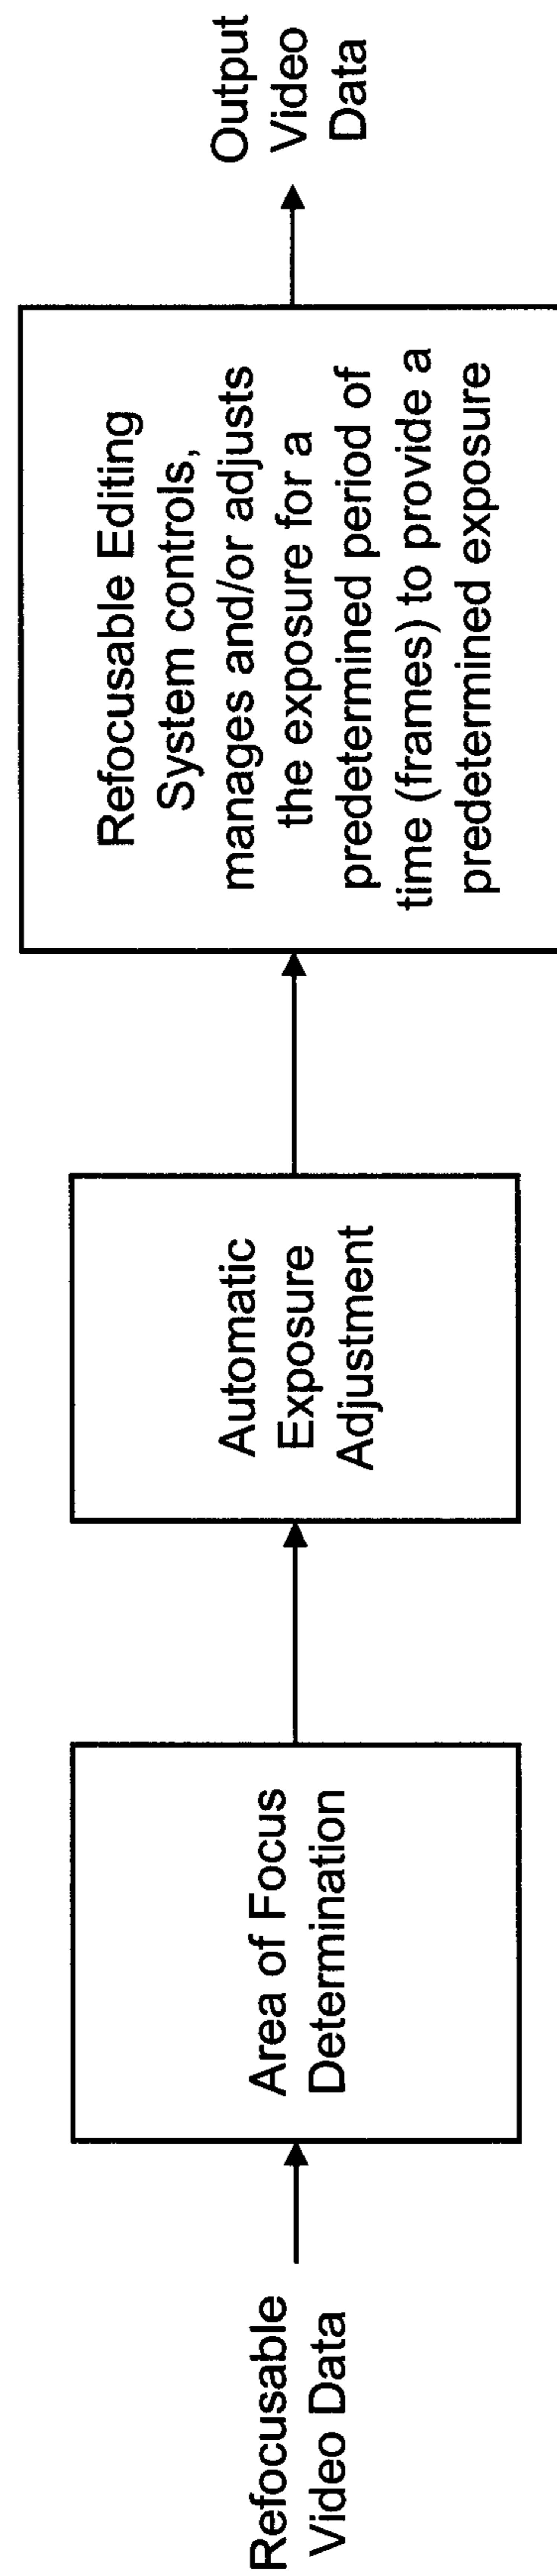 Refocusable
Video Data
Area of Focus
Determination
Automatic
Exposure
Adjustment
Refocusable Editing
System controls,
manages and/or adjusts
the exposure for a
predetermined period of
time (frames) to provide a
predetermined exposure
Output
Video
Data